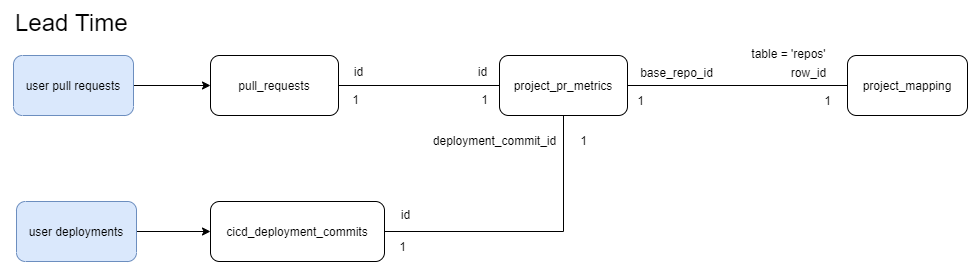 Lead Time
table = 'repos'
user pull requests
pull_requests
id
id
project_pr_metrics
base_repo_id
row_id
project_mapping
1
1
1
1
deployment_commit_id
1
user deployments
cicd_deployment_commits
id
1